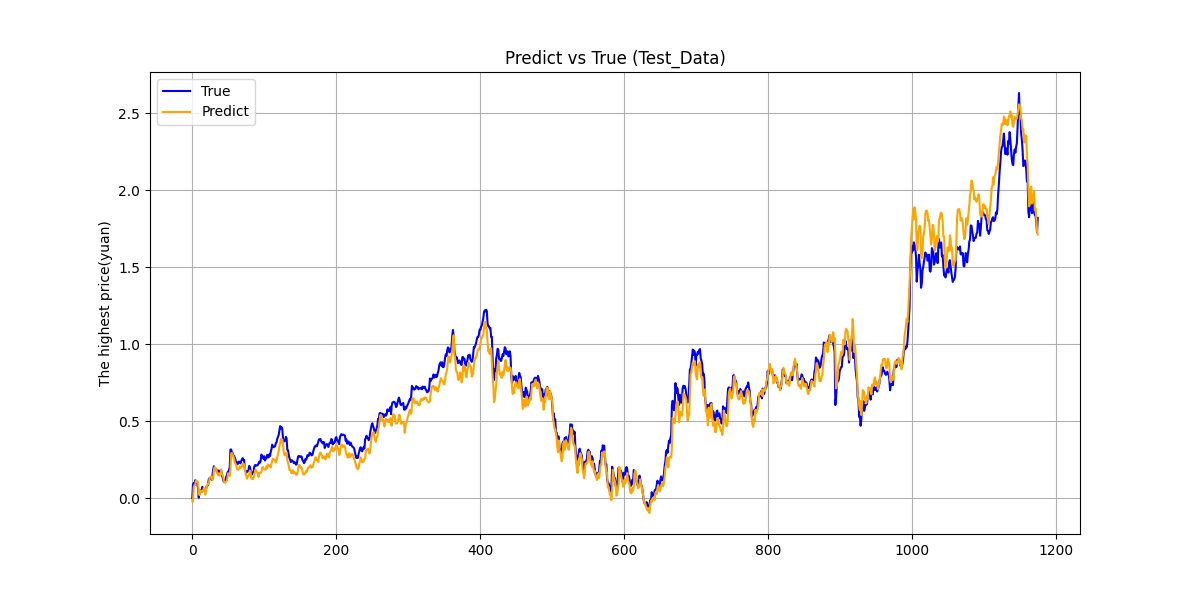 Predict vs True (Test_Data)
True
Predict
The highest price(yuan)
2.5
2.0
1.5
1.0
0.5
0.0
0 200 400 600 800 1000 1200